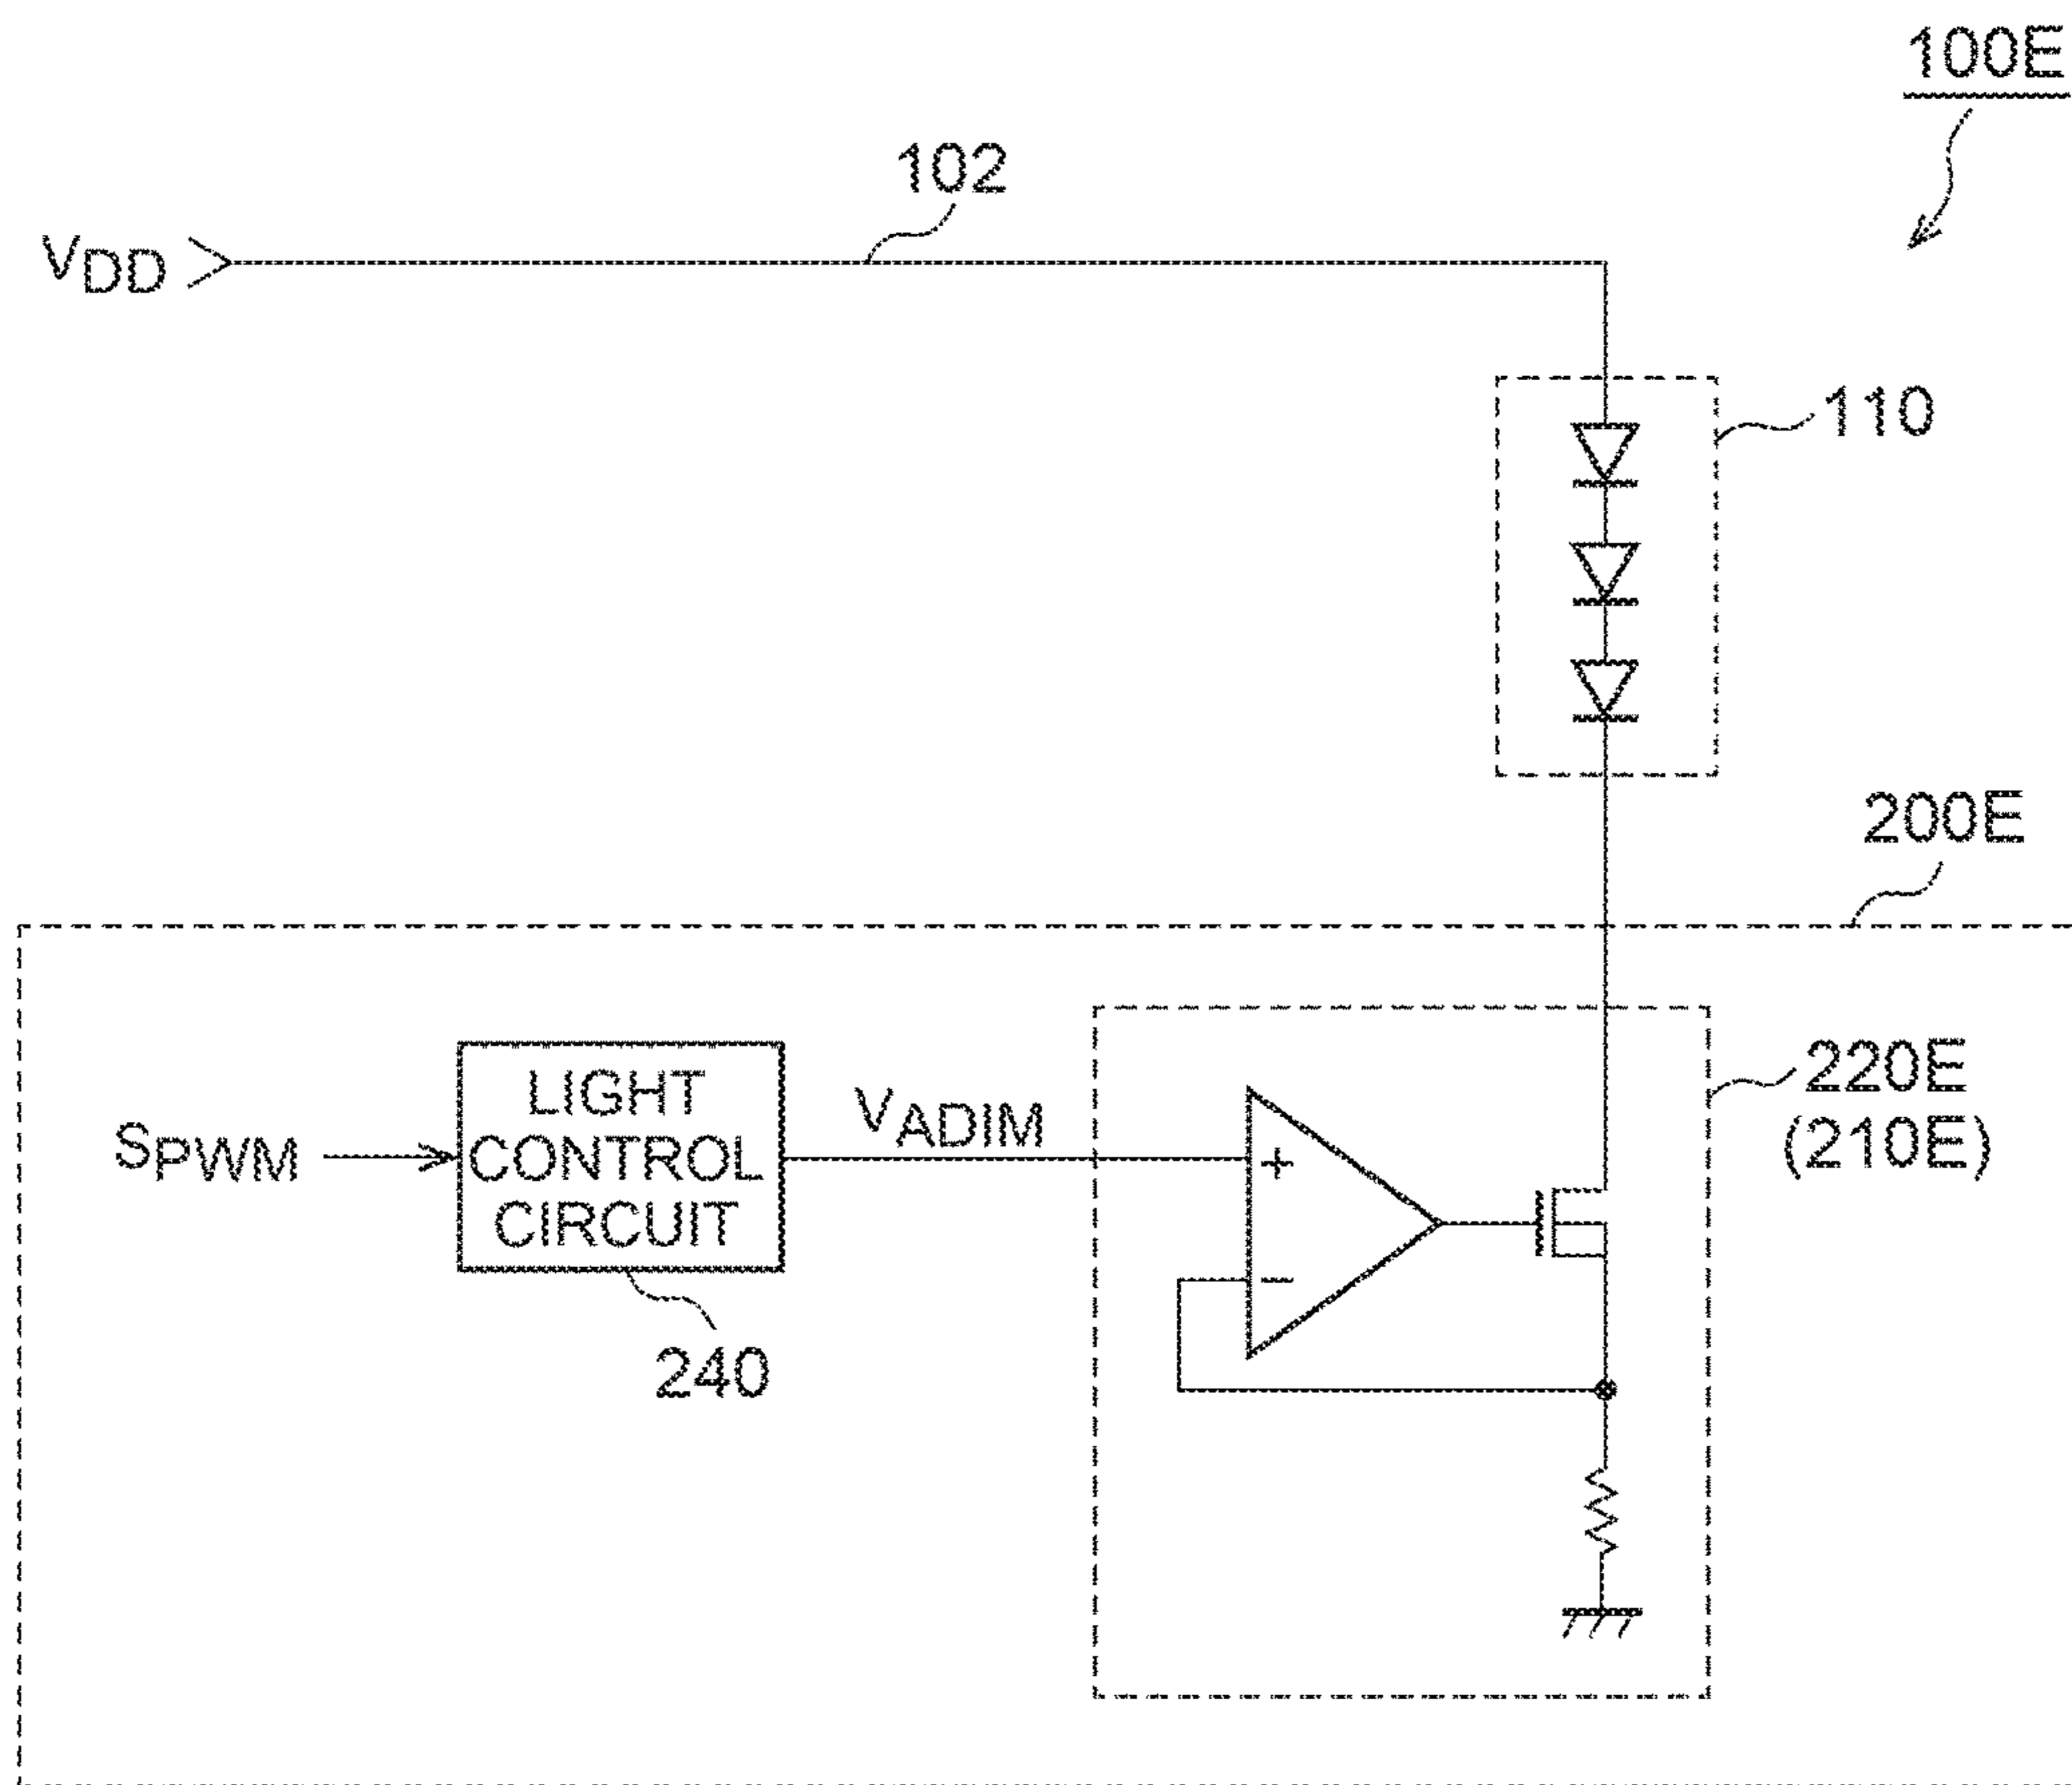 100E
102
VDD
110
200E
LIGHT
CONTROL
CIRCUIT
SPWM
VADIM
+
−
220E
(210E)
240